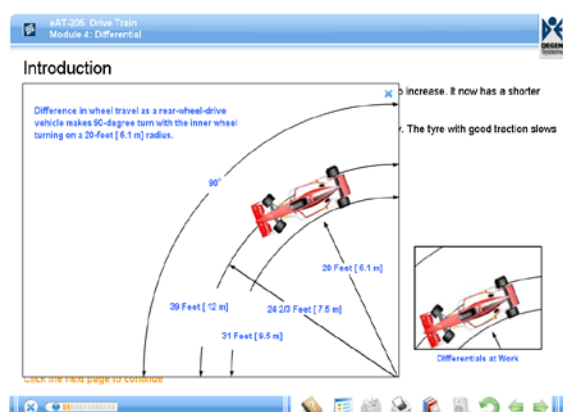 eAT-206 Drive Train
Module 4: Differential
DEGEM
Systems
Introduction
increase. It now has a shorter
Difference in wheel travel as a rear-wheel-drive
vehicle makes 90-degree turn with the inner wheel
turning on a 20-feet [ 6.1 m] radius.
. The tyre with good traction slows
90°
20 Feet [ 6.1 m]
39 Feet [ 12 m]
24 2/3 Feet [ 7.5 m]
31 Feet [ 9.5 m]
Differentials at Work
Click the next page to continue